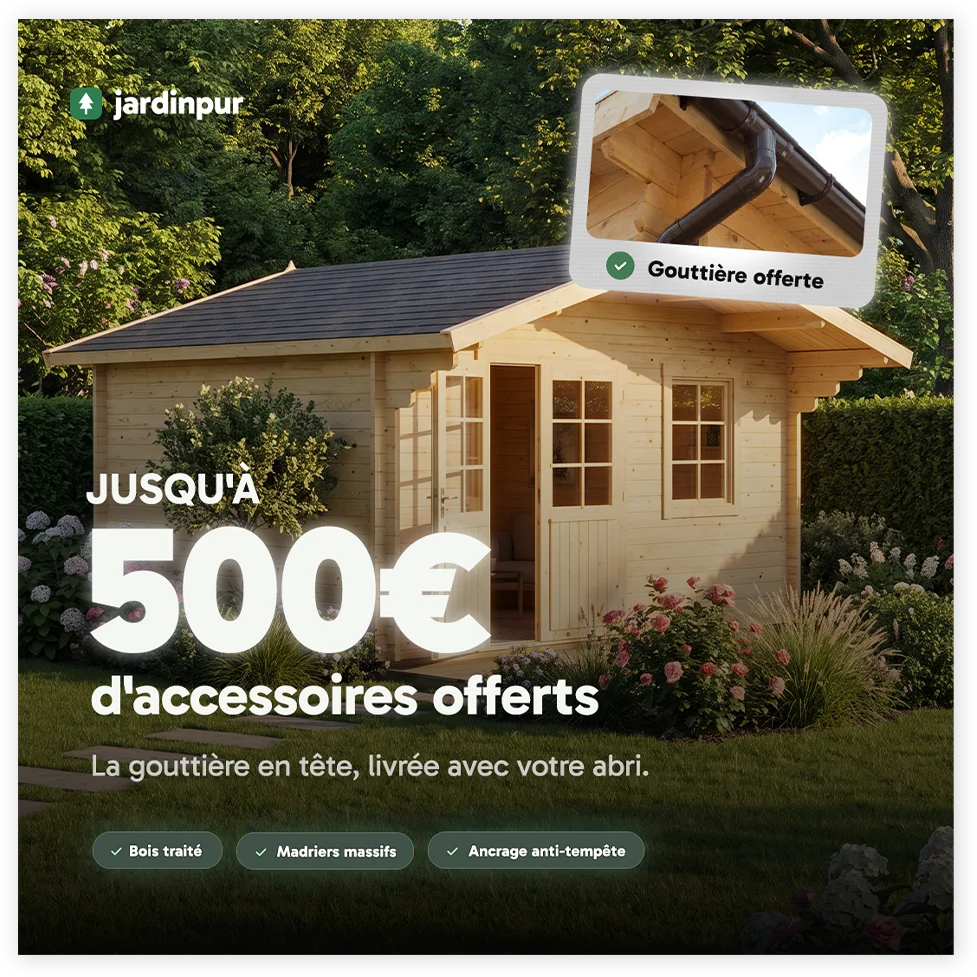 jardinpur
Gouttière offerte
JUSQU'À
500€
d'accessoires offerts
La gouttière en tête, livrée avec votre abri.
Bois traité
Madriers massifs
Ancrage anti-tempête